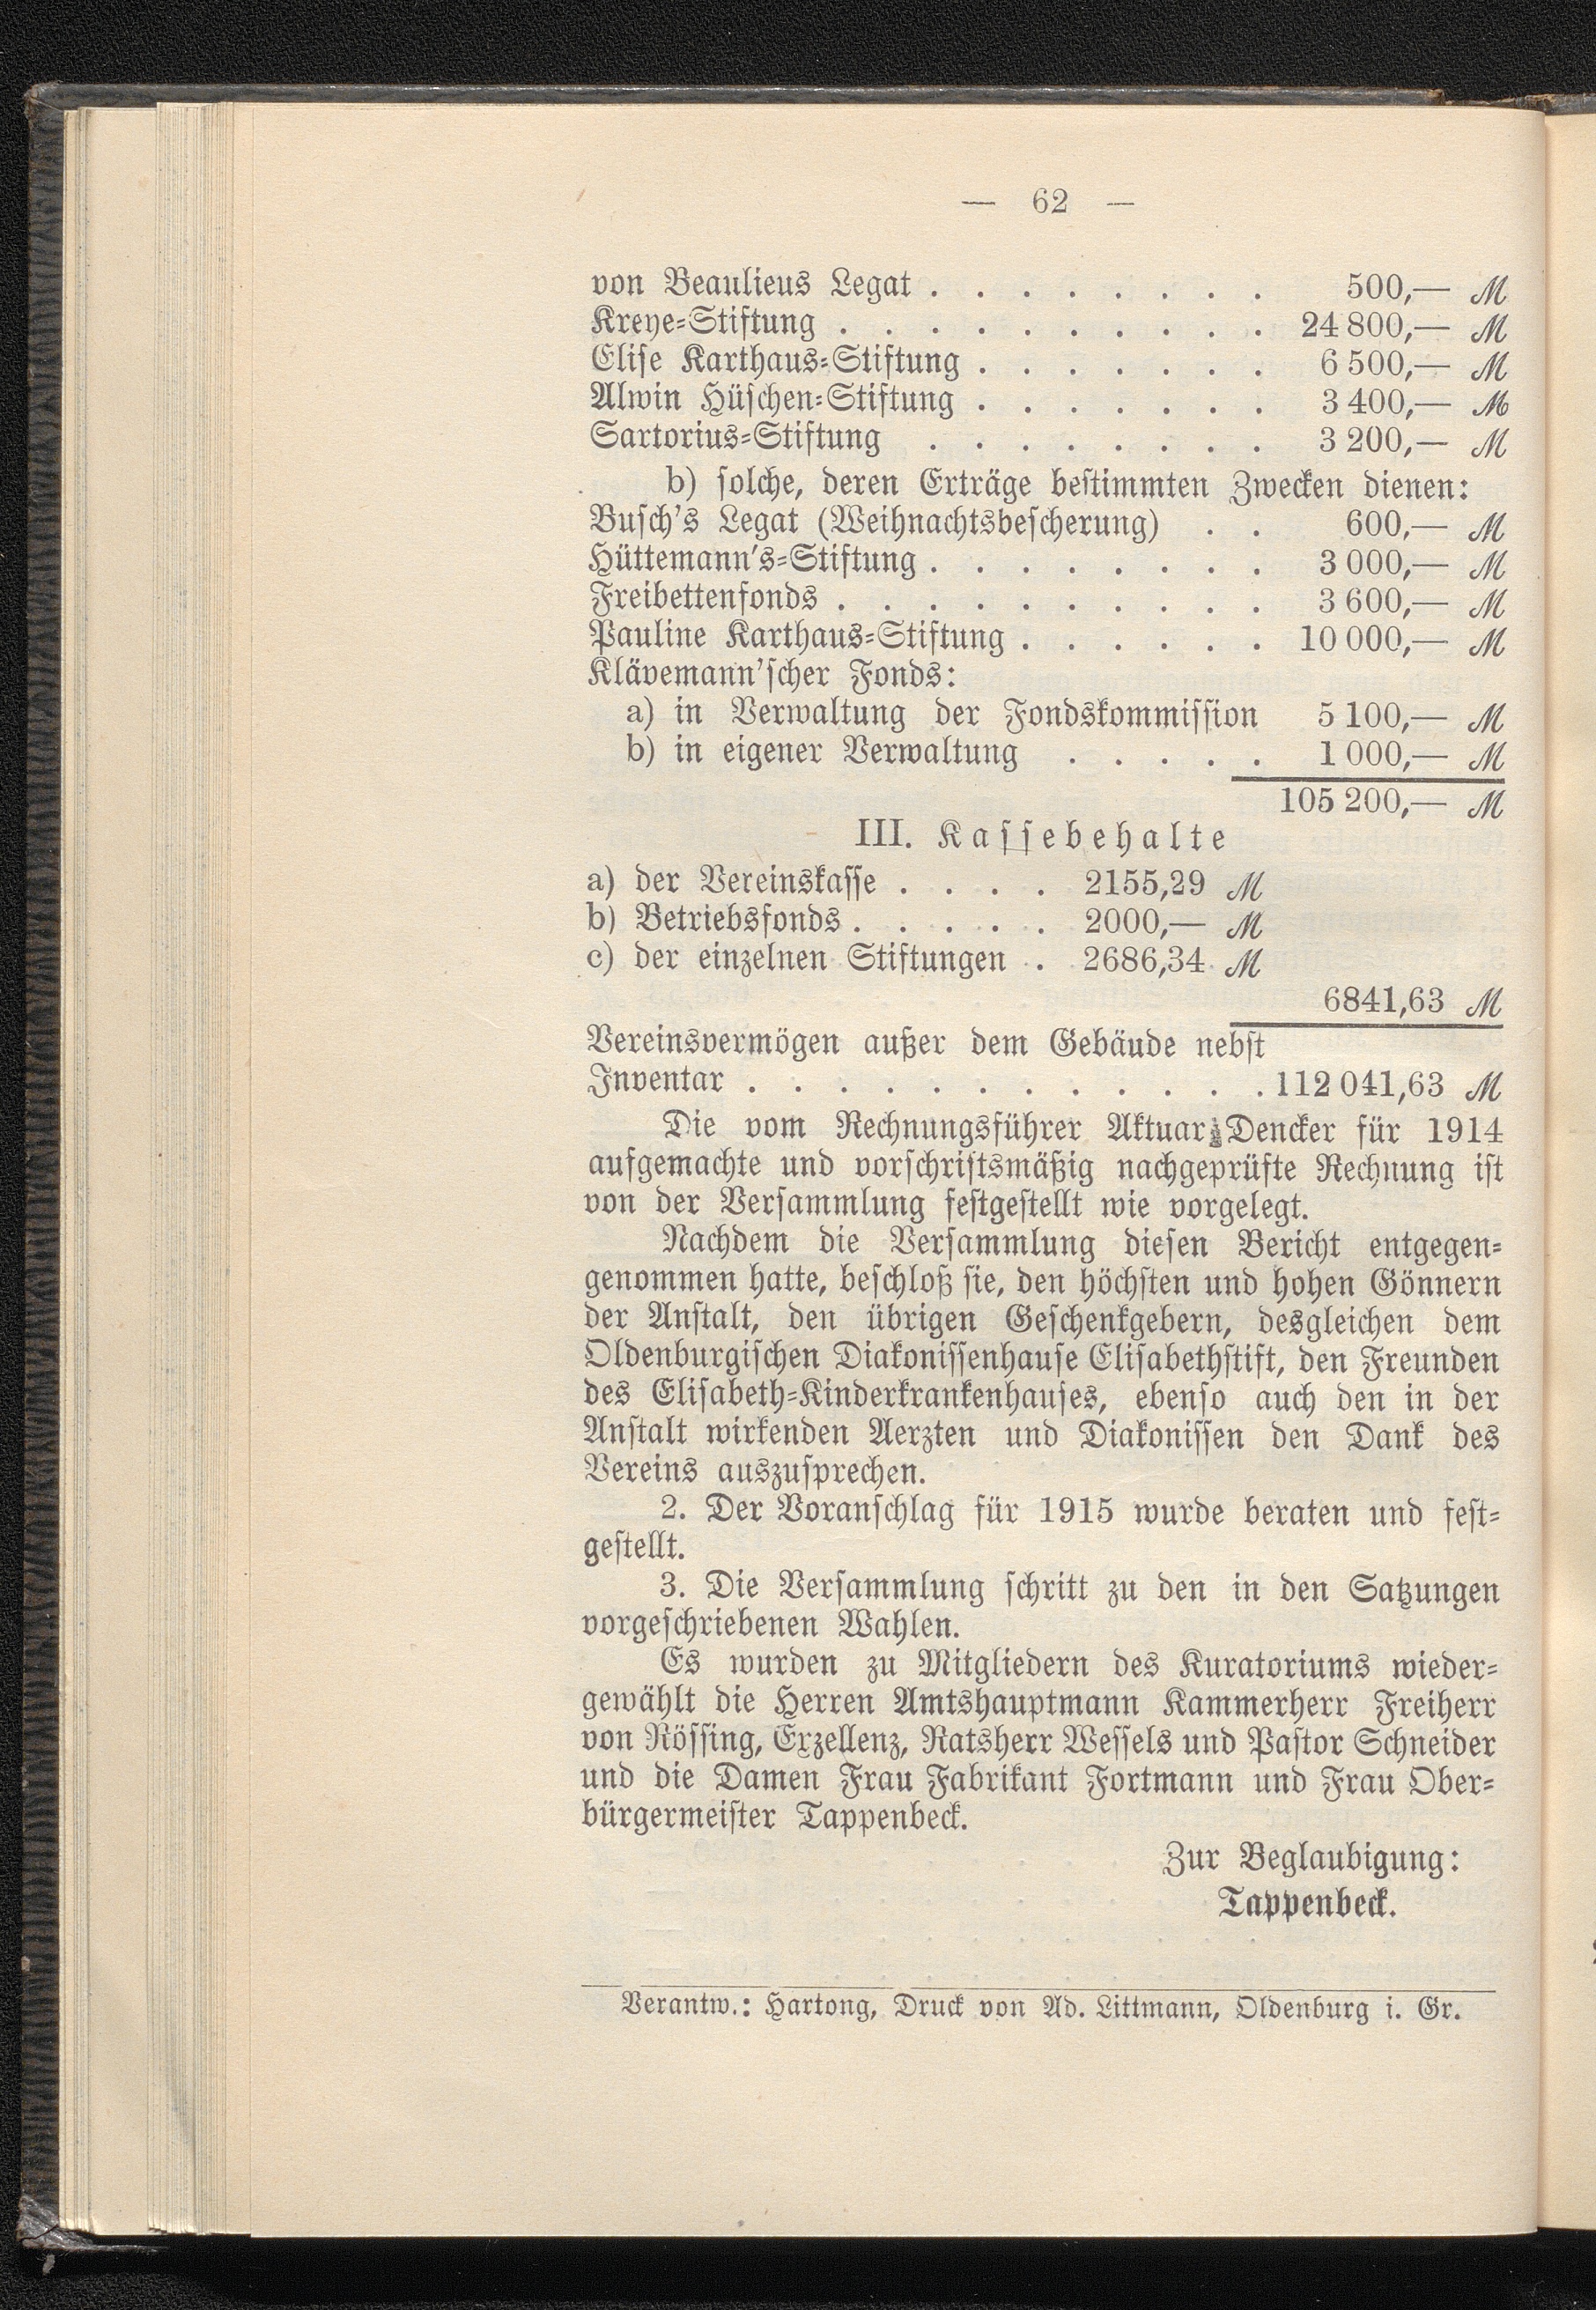 — 62 —
von Beaulieus Legat . . . . . . . . 500,— ℳ
Kreye-Stiftung . . . . . . . . . . 24 800,— ℳ
Elise Karthaus-Stiftung . . . . . . . 6 500,— ℳ
Alwin Hüschen-Stiftung . . . . . . . 3 400,— ℳ
Sartorius-Stiftung . . . . . . . . 3 200,— ℳ
b) solche, deren Erträge bestimmten Zwecken dienen:
Busch's Legat (Weihnachtsbescherung) . . 600,— ℳ
Hüttemann's-Stiftung . . . . . . . . 3 000,— ℳ
Freibettenfonds . . . . . . . . . . 3 600,— ℳ
Pauline Karthaus-Stiftung . . . . . . 10 000,— ℳ
Klävemann'scher Fonds:
a) in Verwaltung der Fondskommission 5 100,— ℳ
b) in eigener Verwaltung . . . . . 1 000,— ℳ
105 200,— ℳ
III. Kassebehalte
a) der Vereinskasse . . . . 2155,29 ℳ
b) Betriebsfonds . . . . . 2000,— ℳ
c) der einzelnen Stiftungen . 2686,34 ℳ
6841,63 ℳ
Vereinsvermögen außer dem Gebäude nebst
Inventar . . . . . . . . . . . . 112 041,63 ℳ
Die vom Rechnungsführer Aktuar Dencker für 1914
aufgemachte und vorschriftsmäßig nachgeprüfte Rechnung ist
von der Versammlung festgestellt wie vorgelegt.
Nachdem die Versammlung diesen Bericht entgegen-
genommen hatte, beschloß sie, den höchsten und hohen Gönnern
der Anstalt, den übrigen Geschenkgebern, desgleichen dem
Oldenburgischen Diakonissenhause Elisabethstift, den Freunden
des Elisabeth-Kinderkrankenhauses, ebenso auch den in der
Anstalt wirkenden Aerzten und Diakonissen den Dank des
Vereins auszusprechen.
2. Der Voranschlag für 1915 wurde beraten und fest-
gestellt.
3. Die Versammlung schritt zu den in den Satzungen
vorgeschriebenen Wahlen.
Es wurden zu Mitgliedern des Kuratoriums wieder-
gewählt die Herren Amtshauptmann Kammerherr Freiherr
von Rössing, Exzellenz, Ratsherr Wessels und Pastor Schneider
und die Damen Frau Fabrikant Fortmann und Frau Ober-
bürgermeister Tappenbeck.
Zur Beglaubigung:
Tappenbeck.
Verantw.: Hartong, Druck von Ad. Littmann, Oldenburg i. Gr.